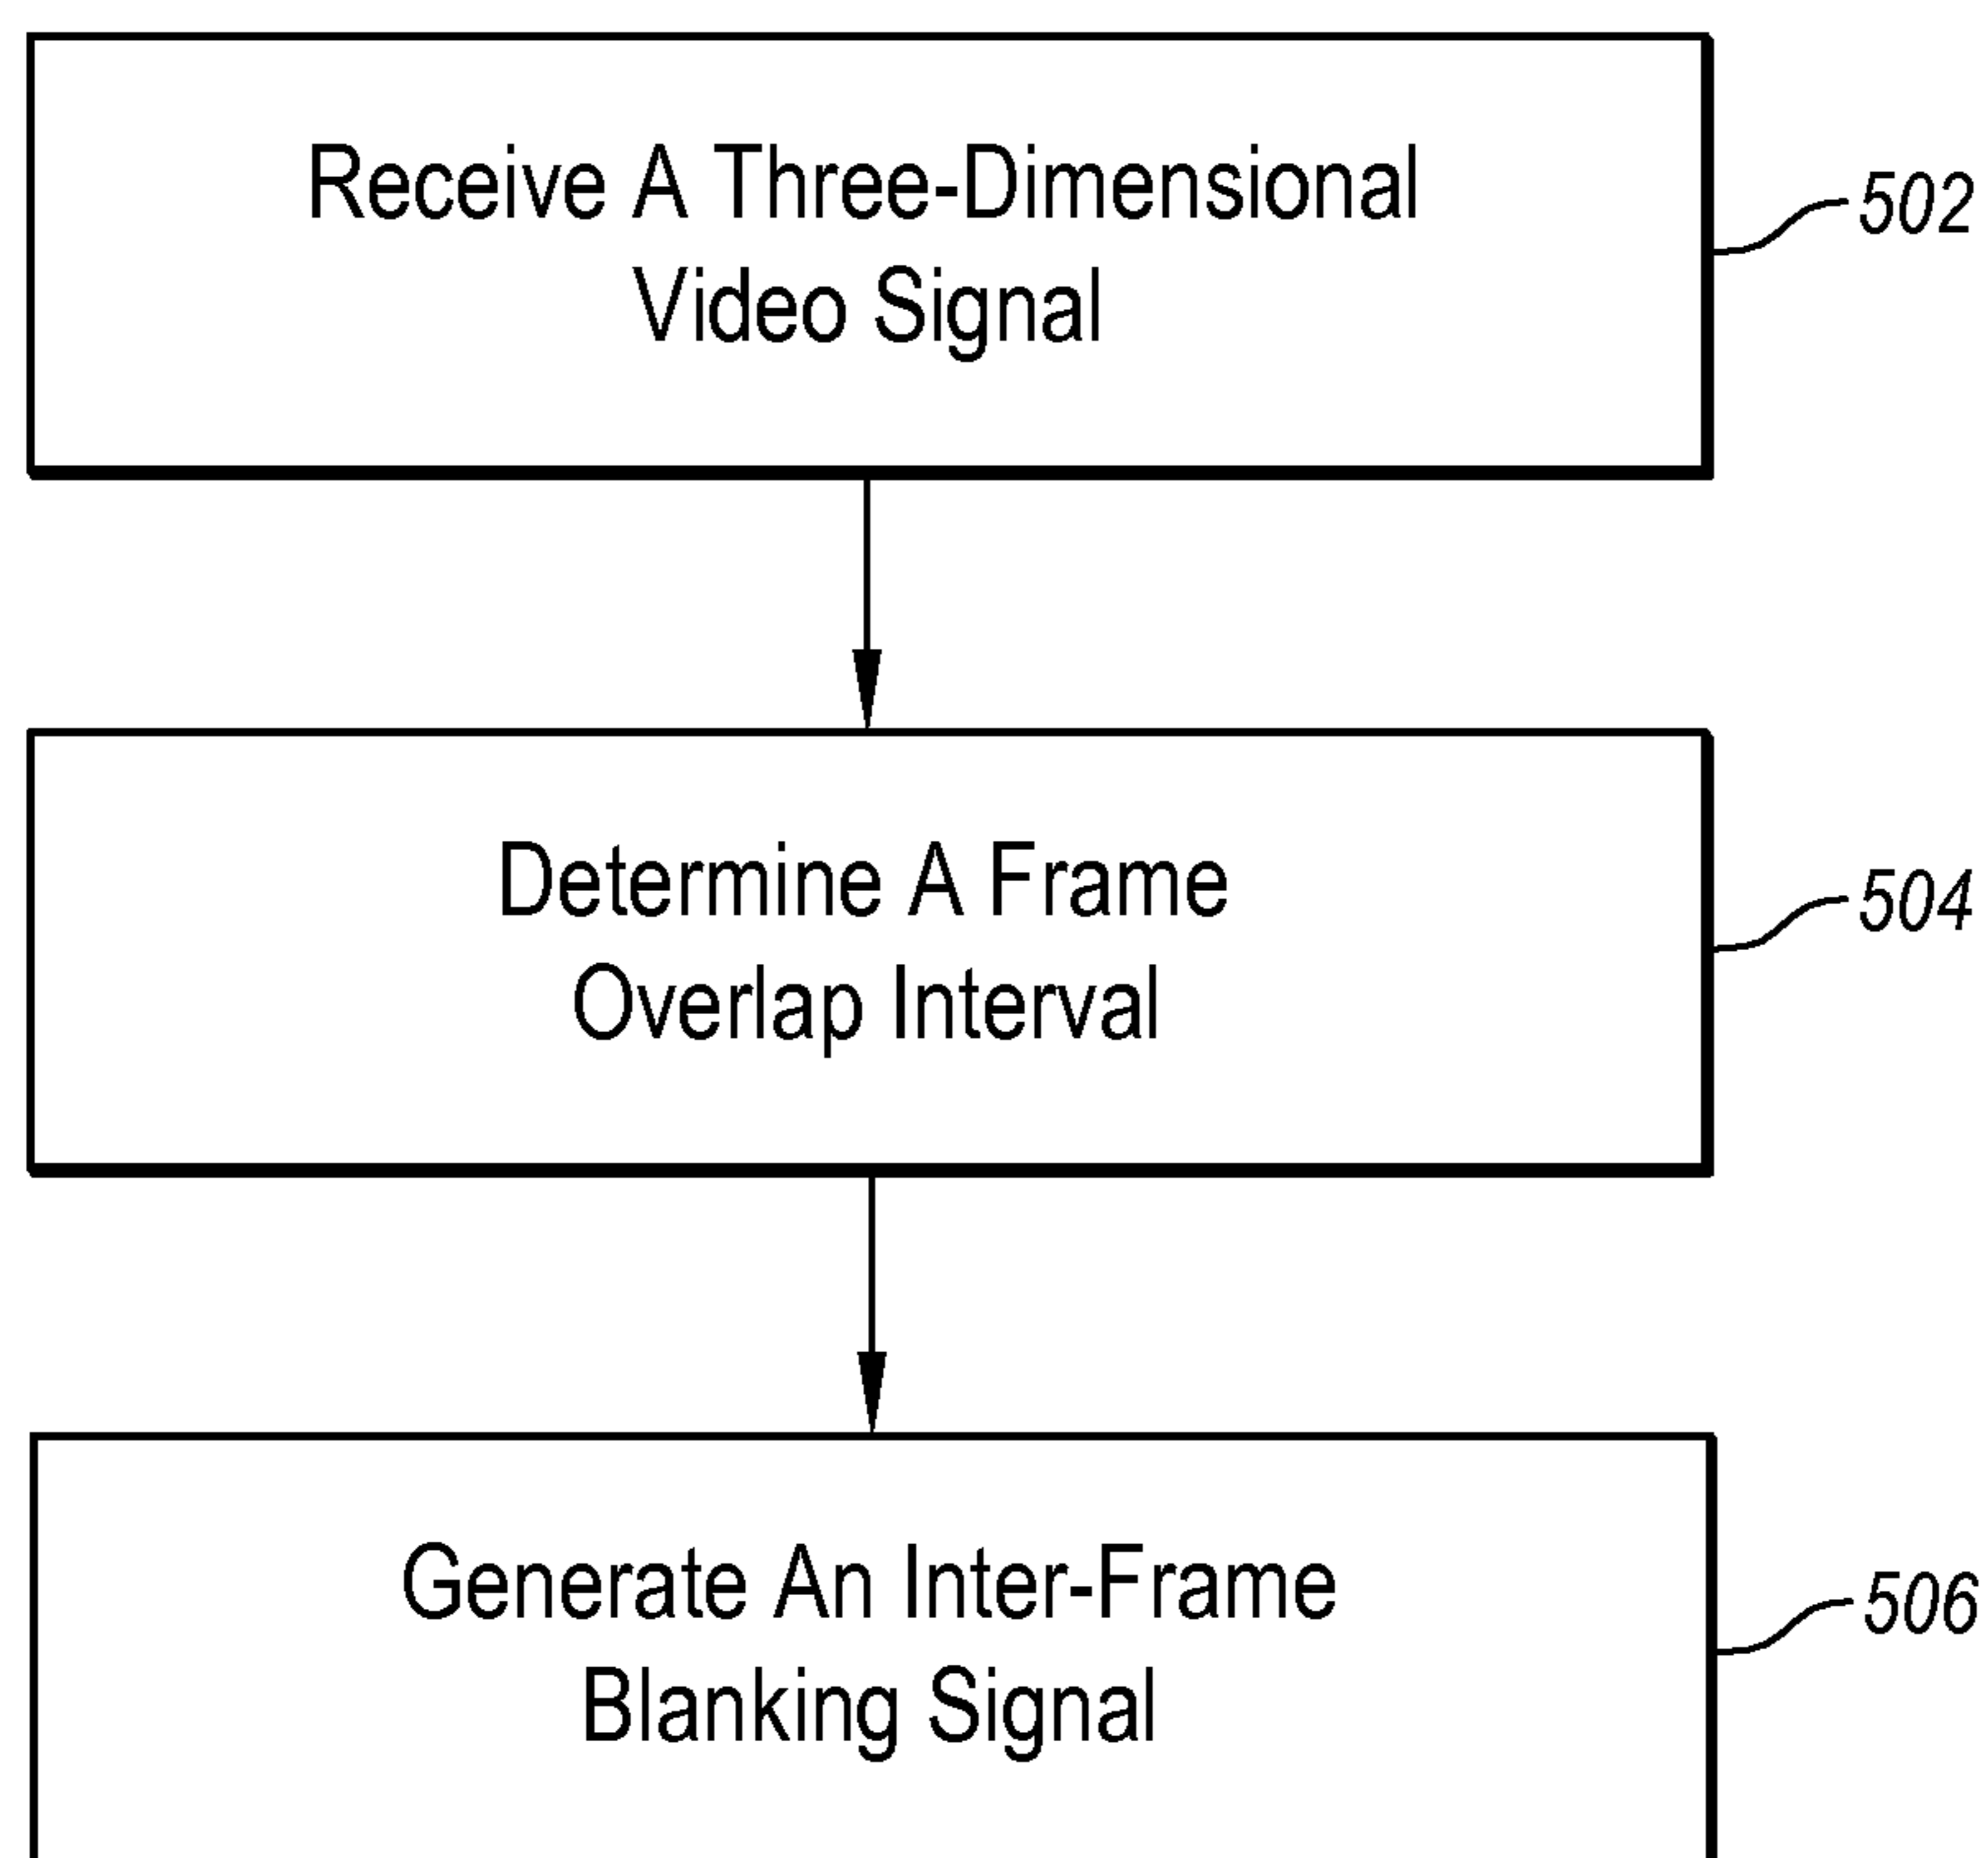 Receive A Three-Dimensional
Video Signal
502
Determine A Frame
Overlap Interval
504
Generate An Inter-Frame
Blanking Signal
506